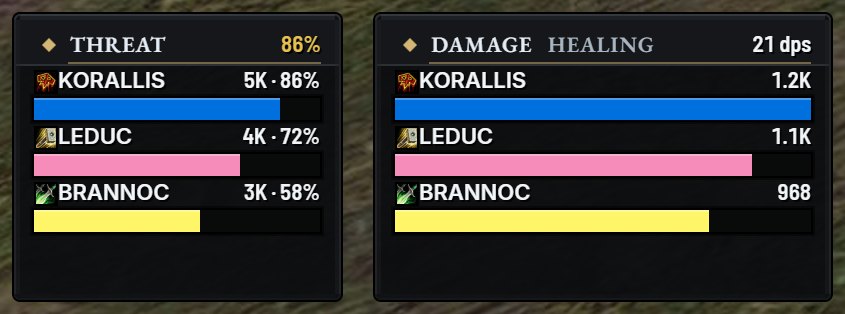 THREAT 86%
KORALLIS 5K · 86%
LEDUC 4K · 72%
BRANNOC 3K · 58%
DAMAGE HEALING 21 dps
KORALLIS 1.2K
LEDUC 1.1K
BRANNOC 968